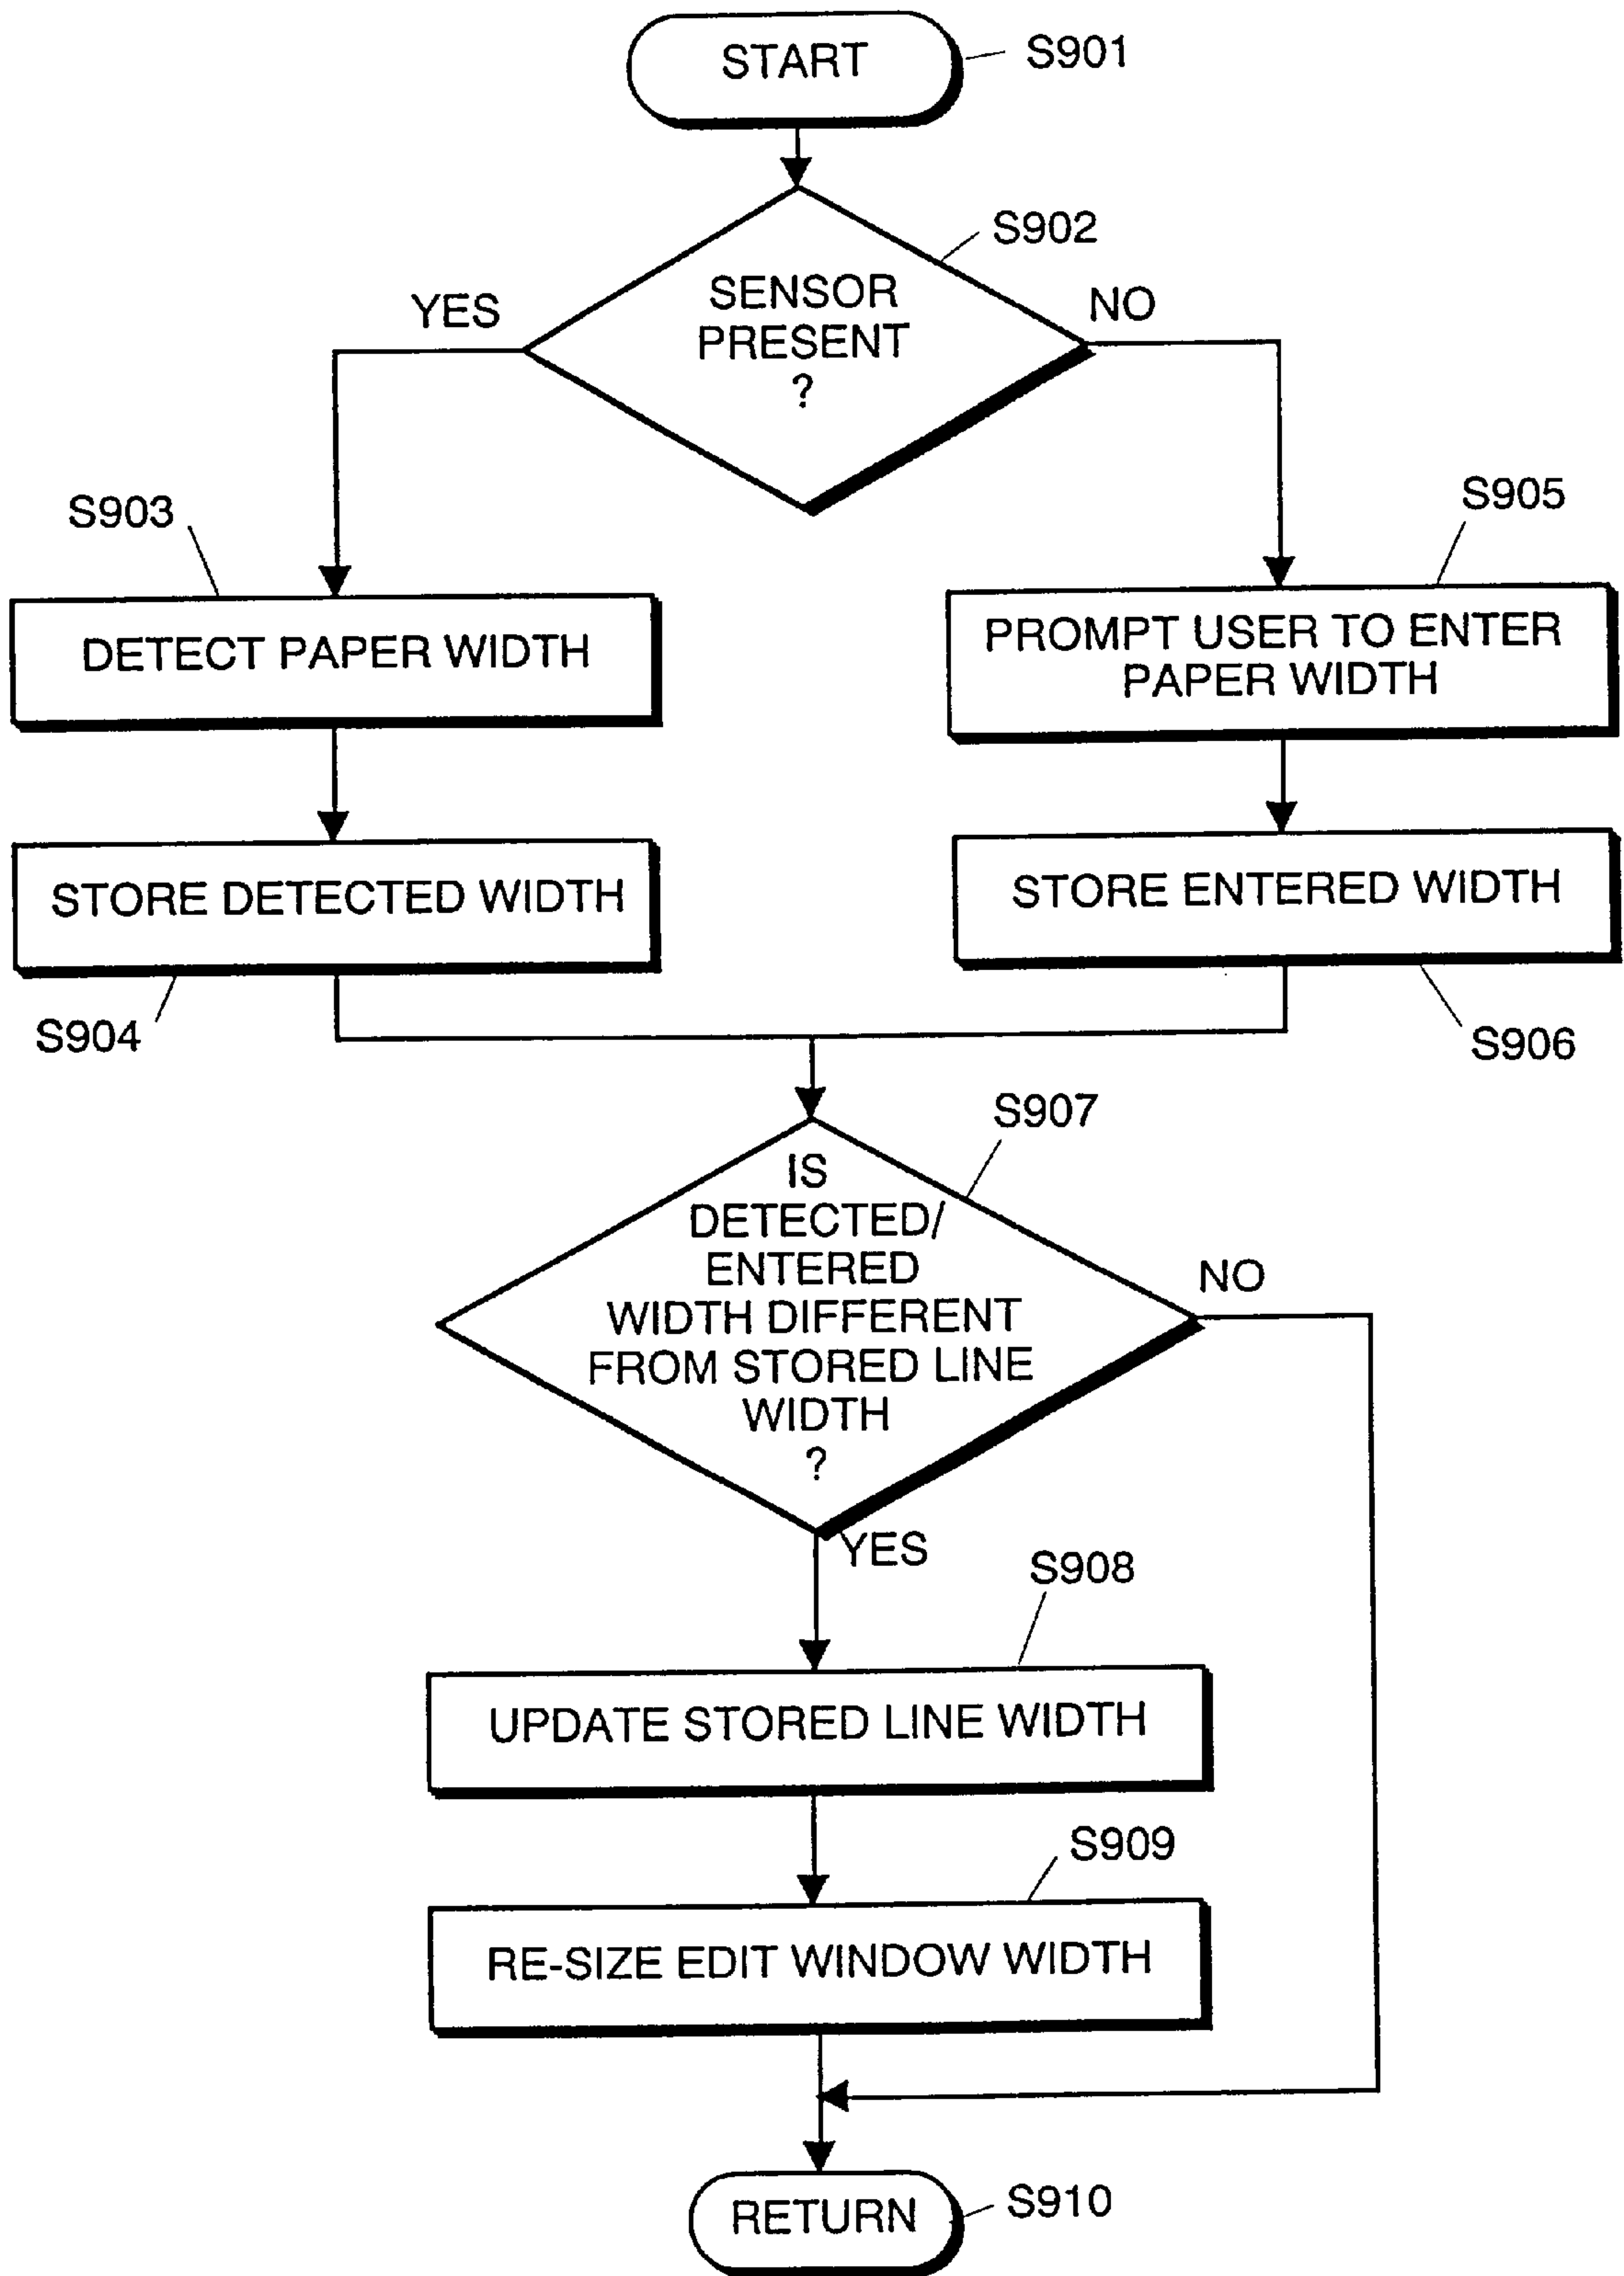 START
S901
S902
SENSOR
PRESENT
?
YES
NO
S903
S905
DETECT PAPER WIDTH
PROMPT USER TO ENTER
PAPER WIDTH
STORE DETECTED WIDTH
STORE ENTERED WIDTH
S904
S906
S907
IS
DETECTED/
ENTERED
WIDTH DIFFERENT
FROM STORED LINE
WIDTH
?
NO
YES
S908
UPDATE STORED LINE WIDTH
S909
RE-SIZE EDIT WINDOW WIDTH
RETURN
S910